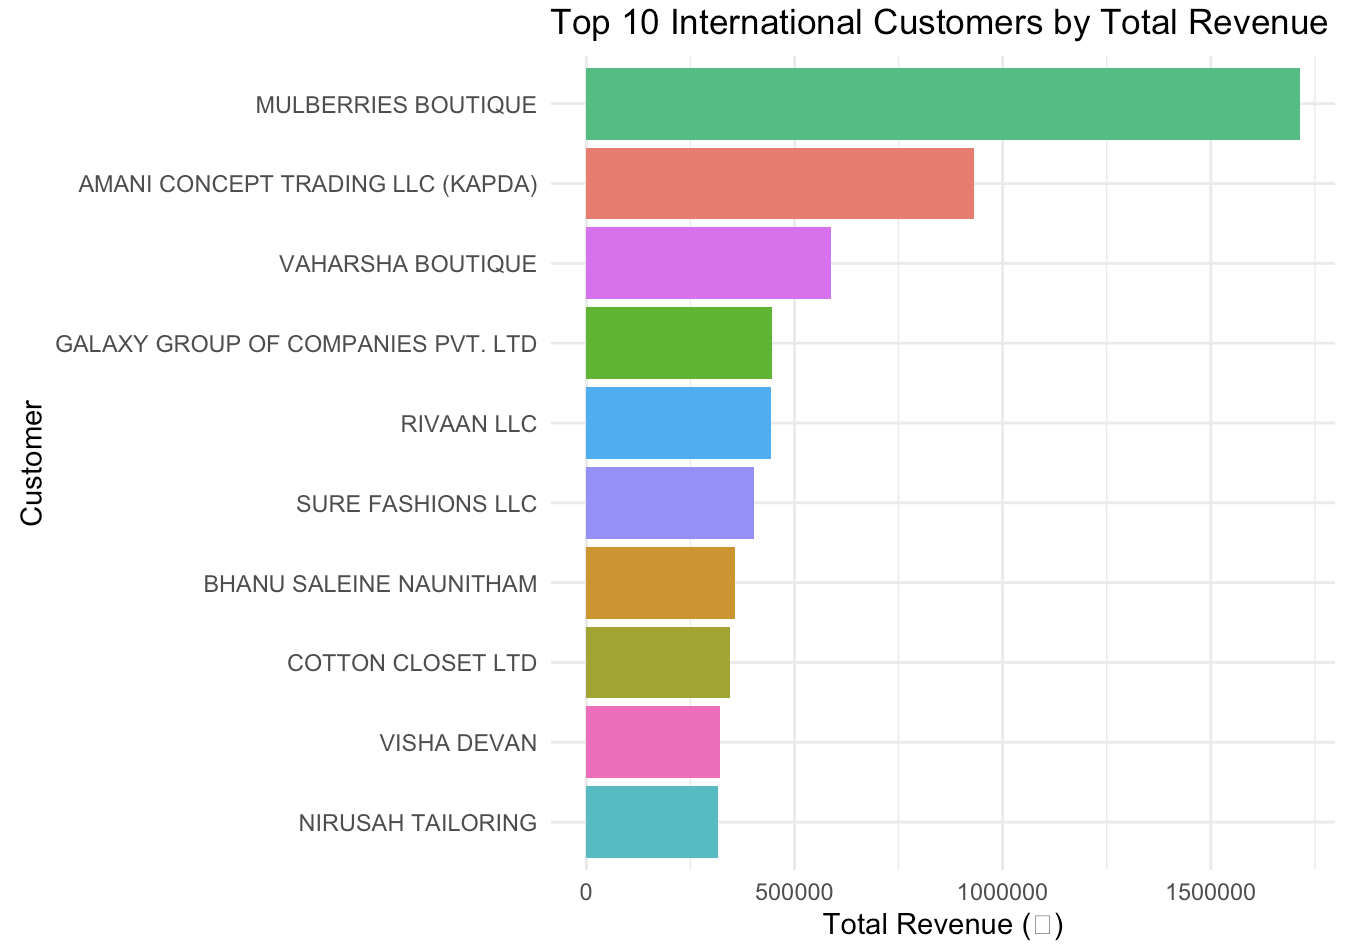 Top 10 International Customers by Total Revenue
MULBERRIES BOUTIQUE
AMANI CONCEPT TRADING LLC (KAPDA)
VAHARSHA BOUTIQUE
GALAXY GROUP OF COMPANIES PVT. LTD
RIVAAN LLC
SURE FASHIONS LLC
BHANU SALEINE NAUNITHAM
COTTON CLOSET LTD
VISHA DEVAN
NIRUSAH TAILORING
Customer
0 500000 1000000 1500000
Total Revenue (□)